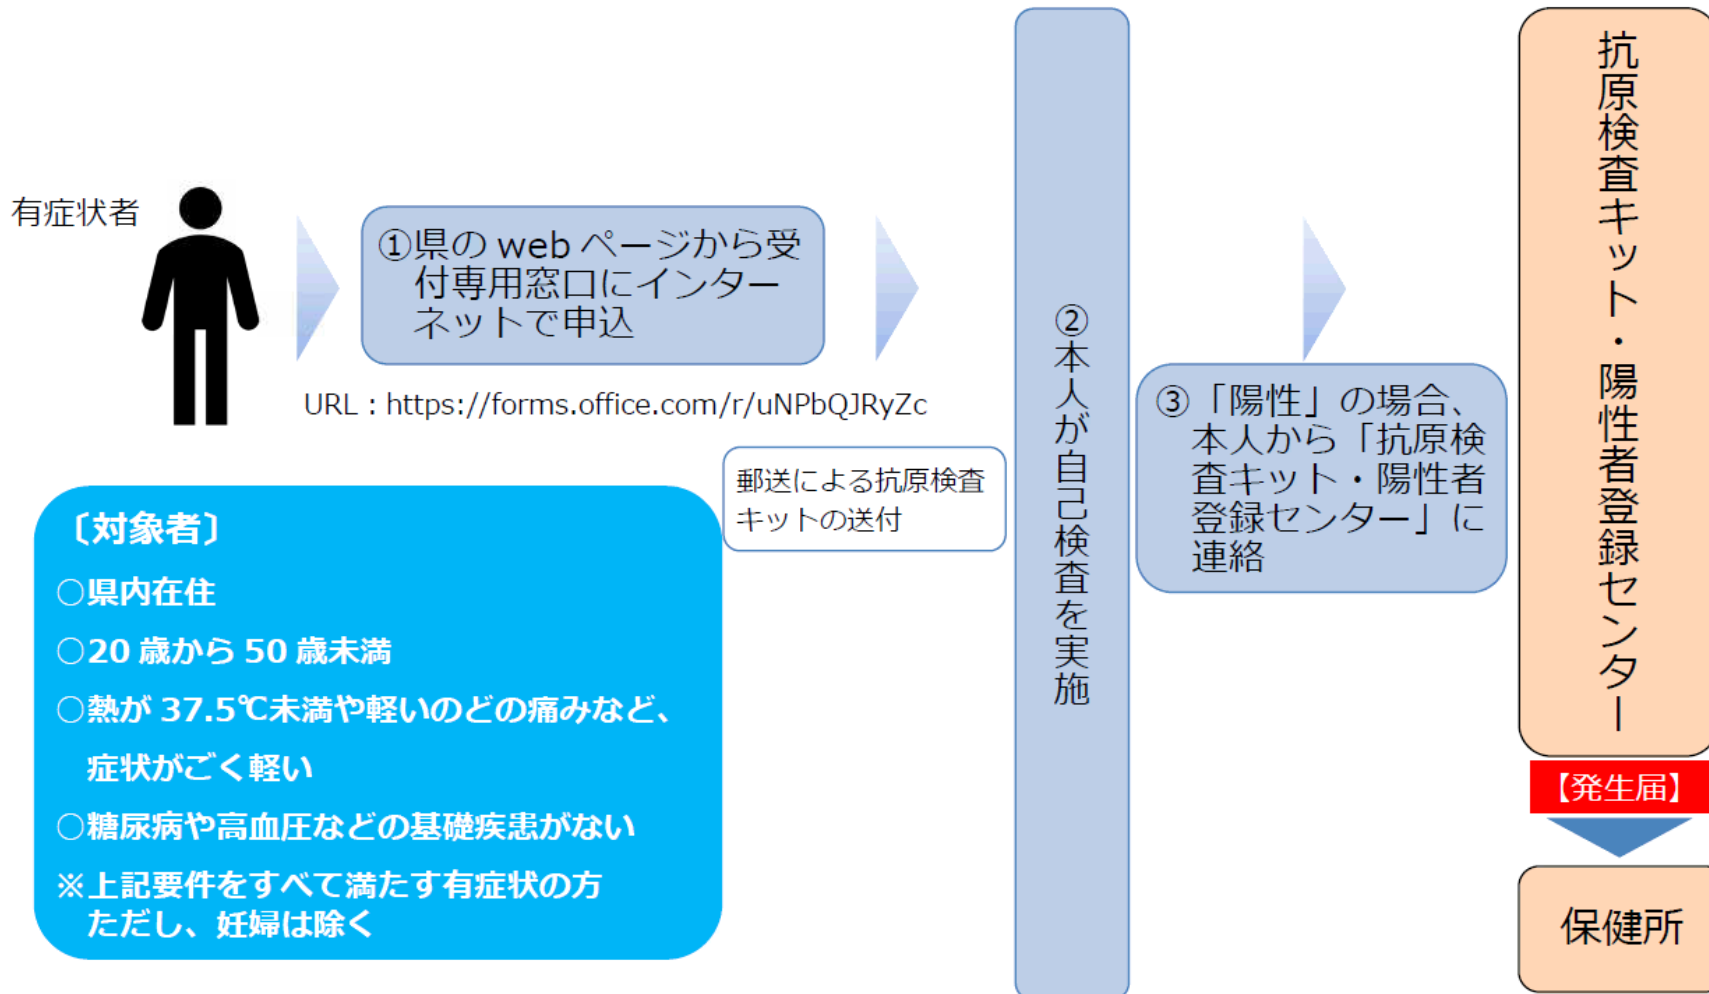 有症状者
①県の web ページから受
付専用窓口にインター
ネットで申込
URL：https://forms.office.com/r/uNPbQJRyZc
郵送による抗原検査
キットの送付
〔対象者〕
○県内在住
○20 歳から 50 歳未満
○熱が 37.5℃未満や軽いのどの痛みなど、
症状がごく軽い
○糖尿病や高血圧などの基礎疾患がない
※上記要件をすべて満たす有症状の方
ただし、妊婦は除く
②本人が自己検査を実施
③「陽性」の場合、
本人から「抗原検
査キット・陽性者
登録センター」に
連絡
抗原検査キット・陽性者登録センター
【発生届】
保健所